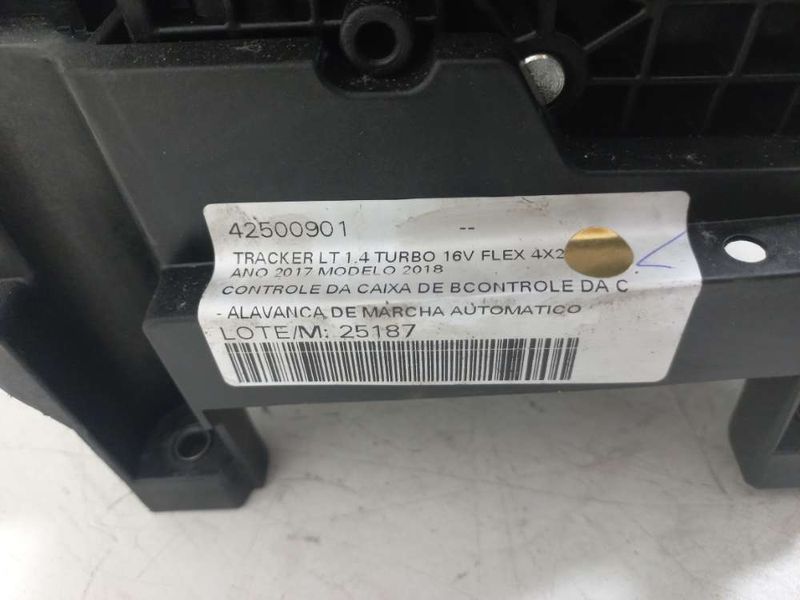 42500901 --
TRACKER LT 1.4 TURBO 16V FLEX 4X2
ANO 2017 MODELO 2018
CONTROLE DA CAIXA DE BCONTROLE DA C
- ALAVANCA DE MARCHA AUTOMATICO
LOTE/M: 25187